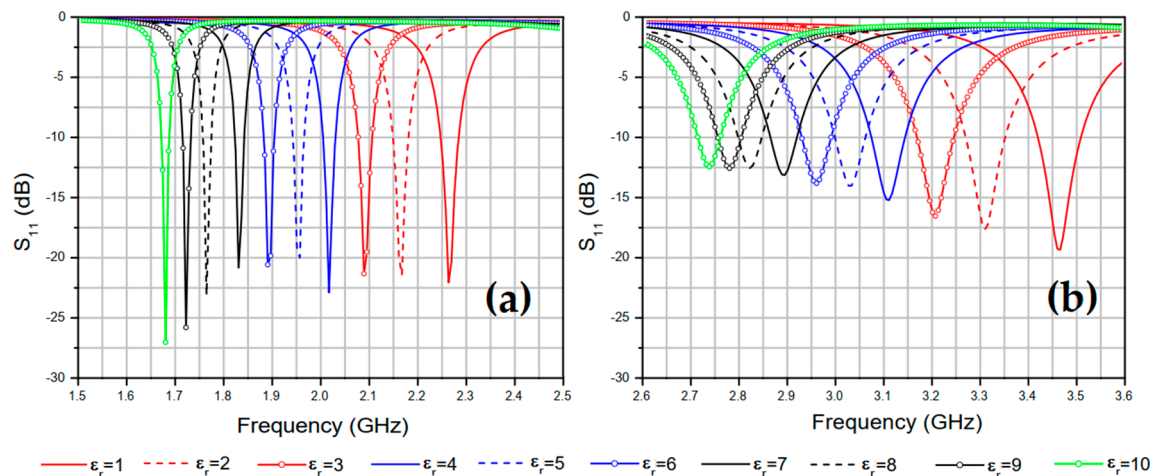 0
-5
-10
-15
-20
-25
-30
S11 (dB)
(a)
1.5 1.6 1.7 1.8 1.9 2.0 2.1 2.2 2.3 2.4 2.5
Frequency (GHz)
0
-5
-10
-15
-20
-25
-30
S11 (dB)
(b)
2.6 2.7 2.8 2.9 3.0 3.1 3.2 3.3 3.4 3.5 3.6
Frequency (GHz)
εr=1 εr=2 εr=3 εr=4 εr=5 εr=6 εr=7 εr=8 εr=9 εr=10